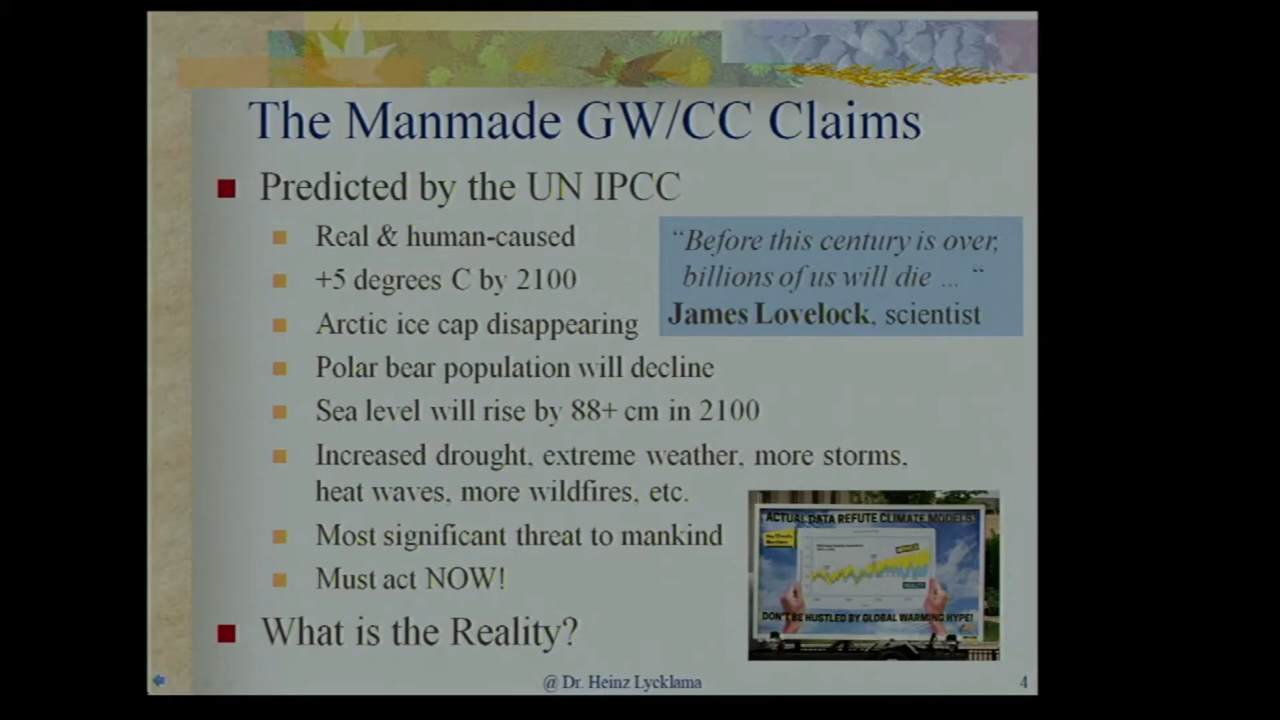 The Manmade GW/CC Claims
Predicted by the UN IPCC
Real & human-caused
+5 degrees C by 2100
Arctic ice cap disappearing
Polar bear population will decline
Sea level will rise by 88+ cm in 2100
Increased drought, extreme weather, more storms,
heat waves, more wildfires, etc.
Most significant threat to mankind
Must act NOW!
What is the Reality?
“Before this century is over,
billions of us will die ... “
James Lovelock, scientist
ACTUAL DATA REFUTE CLIMATE MODELS
REALITY
DON'T BE HUSTLED BY GLOBAL WARMING HYPE!
@ Dr. Heinz Lycklama
4